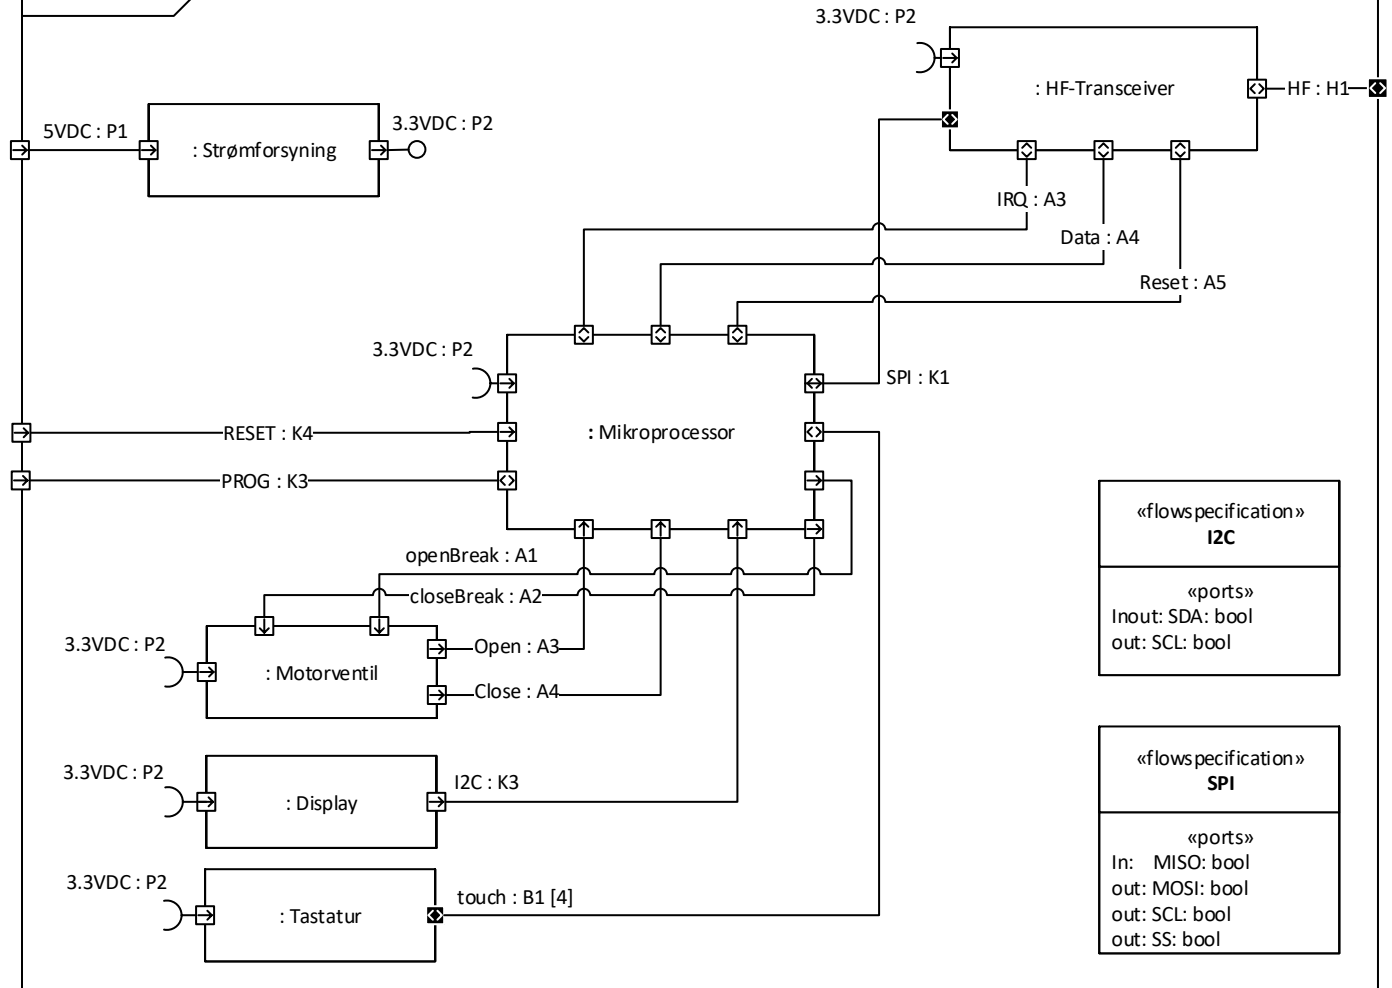 3.3VDC : P2
: HF-Transceiver
HF : H1
5VDC : P1
3.3VDC : P2
: Strømforsyning
IRQ : A3
Data : A4
Reset : A5
3.3VDC : P2
SPI : K1
RESET : K4
: Mikroprocessor
PROG : K3
«flowspecification»
I2C
«ports»
Inout: SDA: bool
out: SCL: bool
openBreak : A1
closeBreak : A2
3.3VDC : P2
Open : A3
: Motorventil
Close : A4
3.3VDC : P2
I2C : K3
: Display
«flowspecification»
SPI
«ports»
In: MISO: bool
out: MOSI: bool
out: SCL: bool
out: SS: bool
3.3VDC : P2
touch : B1 [4]
: Tastatur